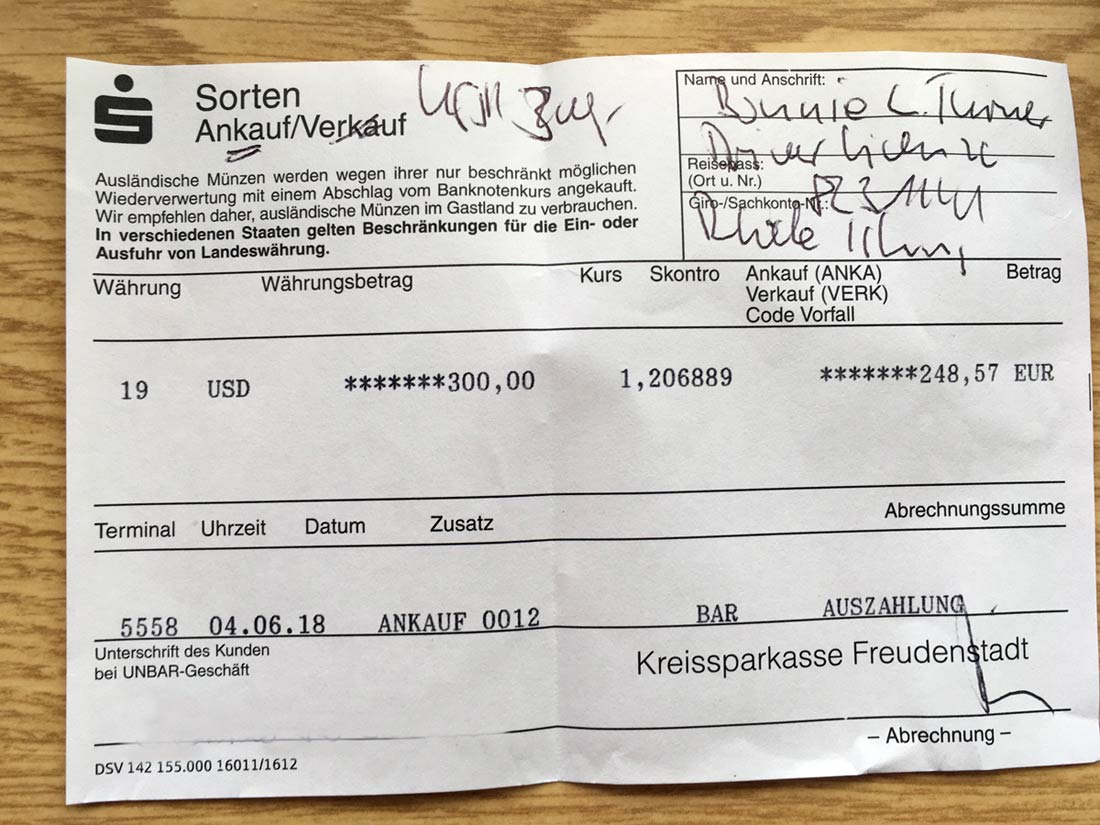 Sorten
Ankauf/Verkauf
Ausländische Münzen werden wegen ihrer nur beschränkt möglichen
Wiederverwertung mit einem Abschlag vom Banknotenkurs angekauft.
Wir empfehlen daher, ausländische Münzen im Gastland zu verbrauchen.
In verschiedenen Staaten gelten Beschränkungen für die Ein- oder
Ausfuhr von Landeswährung.
Name und Anschrift:
Bonnie C. Turner
Driver License
Reisepass:
(Ort u. Nr.)
Giro-/Sachkonto-Nr.:
Währung Währungsbetrag Kurs Skontro Ankauf (ANKA) Betrag
Verkauf (VERK)
Code Vorfall
19 USD *******300,00 1,206889 *******248,57 EUR
Terminal Uhrzeit Datum Zusatz Abrechnungssumme
5558 04.06.18 ANKAUF 0012 BAR AUSZAHLUNG
Unterschrift des Kunden
bei UNBAR-Geschäft
Kreissparkasse Freudenstadt
– Abrechnung –
DSV 142 155.000 16011/1612